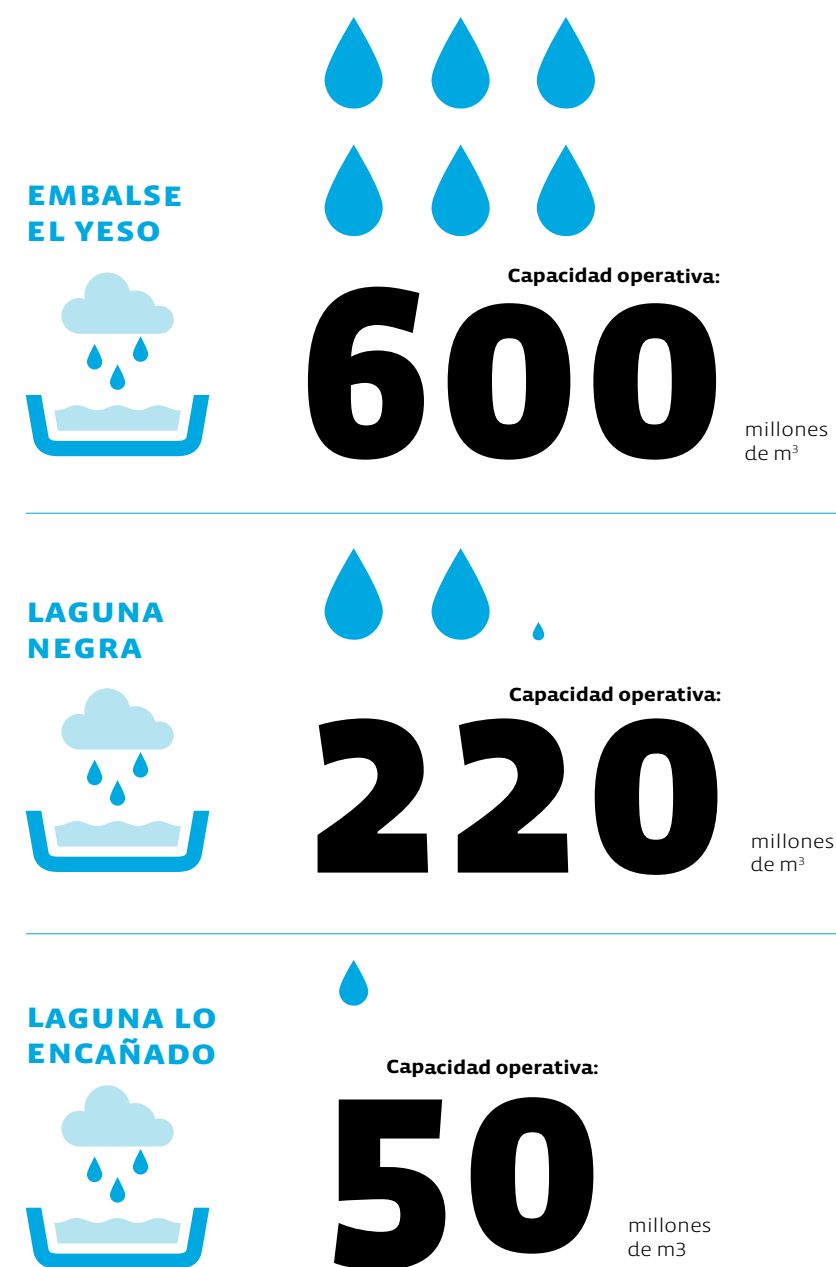 EMBALSE
EL YESO
Capacidad operativa:
600
millones
de m³
LAGUNA
NEGRA
Capacidad operativa:
220
millones
de m³
LAGUNA LO
ENCAÑADO
Capacidad operativa:
50
millones
de m3